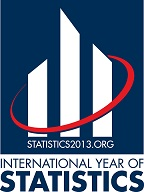 STATISTICS2013.ORG
INTERNATIONAL YEAR OF
STATISTICS